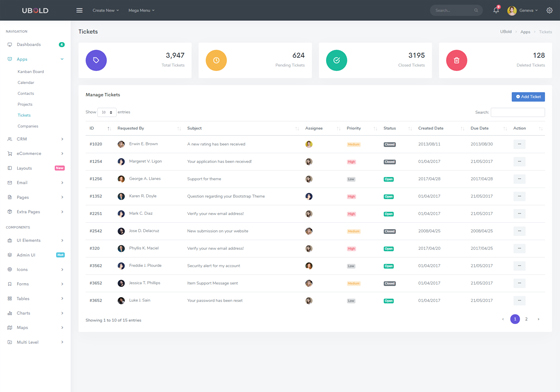 UBOLD
Create New
Mega Menu
Search...
Geneva
NAVIGATION
Dashboards
Apps
Kanban Board
Calendar
Contacts
Projects
Tickets
Companies
CRM
eCommerce
Layouts
Email
Pages
Extra Pages
COMPONENTS
UI Elements
Admin UI
Icons
Forms
Tables
Charts
Maps
Multi Level
Tickets
UBold Apps Tickets
3,947
Total Tickets
624
Pending Tickets
3195
Closed Tickets
128
Deleted Tickets
Manage Tickets
Add Ticket
Show 10 entries
Search:
ID Requested By Subject Assignee Priority Status Created Date Due Date Action
#1020 Ervan E. Brown A new rating has been received Medium Closed 2013/08/11 2013/08/30
#1254 Margeret V. Ligon Your application has been received! High Closed 01/04/2017 21/05/2017
#1256 George A. Llanes Support for theme Low Open 2017/04/28 2017/04/28
#1352 Karen R. Doyle Question regarding your Bootstrap Theme High Open 01/04/2017 21/05/2017
#2251 Mark C. Diaz Verify your new email address! High Open 01/04/2017 21/05/2017
#2542 Jose D. Delacruz New submission on your website Medium Closed 2008/04/25 2008/04/25
#320 Phyllis K. Maciel Verify your new email address! High Open 2017/04/20 2017/04/25
#3562 Freddie J. Plourde Security alert for my account Low Open 01/04/2017 21/05/2017
#3652 Jessica T. Phillips Item Support Message sent Medium Closed 01/04/2017 21/05/2017
#3652 Luke J. Sain Your password has been reset Low Open 01/04/2017 21/05/2017
Showing 1 to 10 of 15 entries
1 2